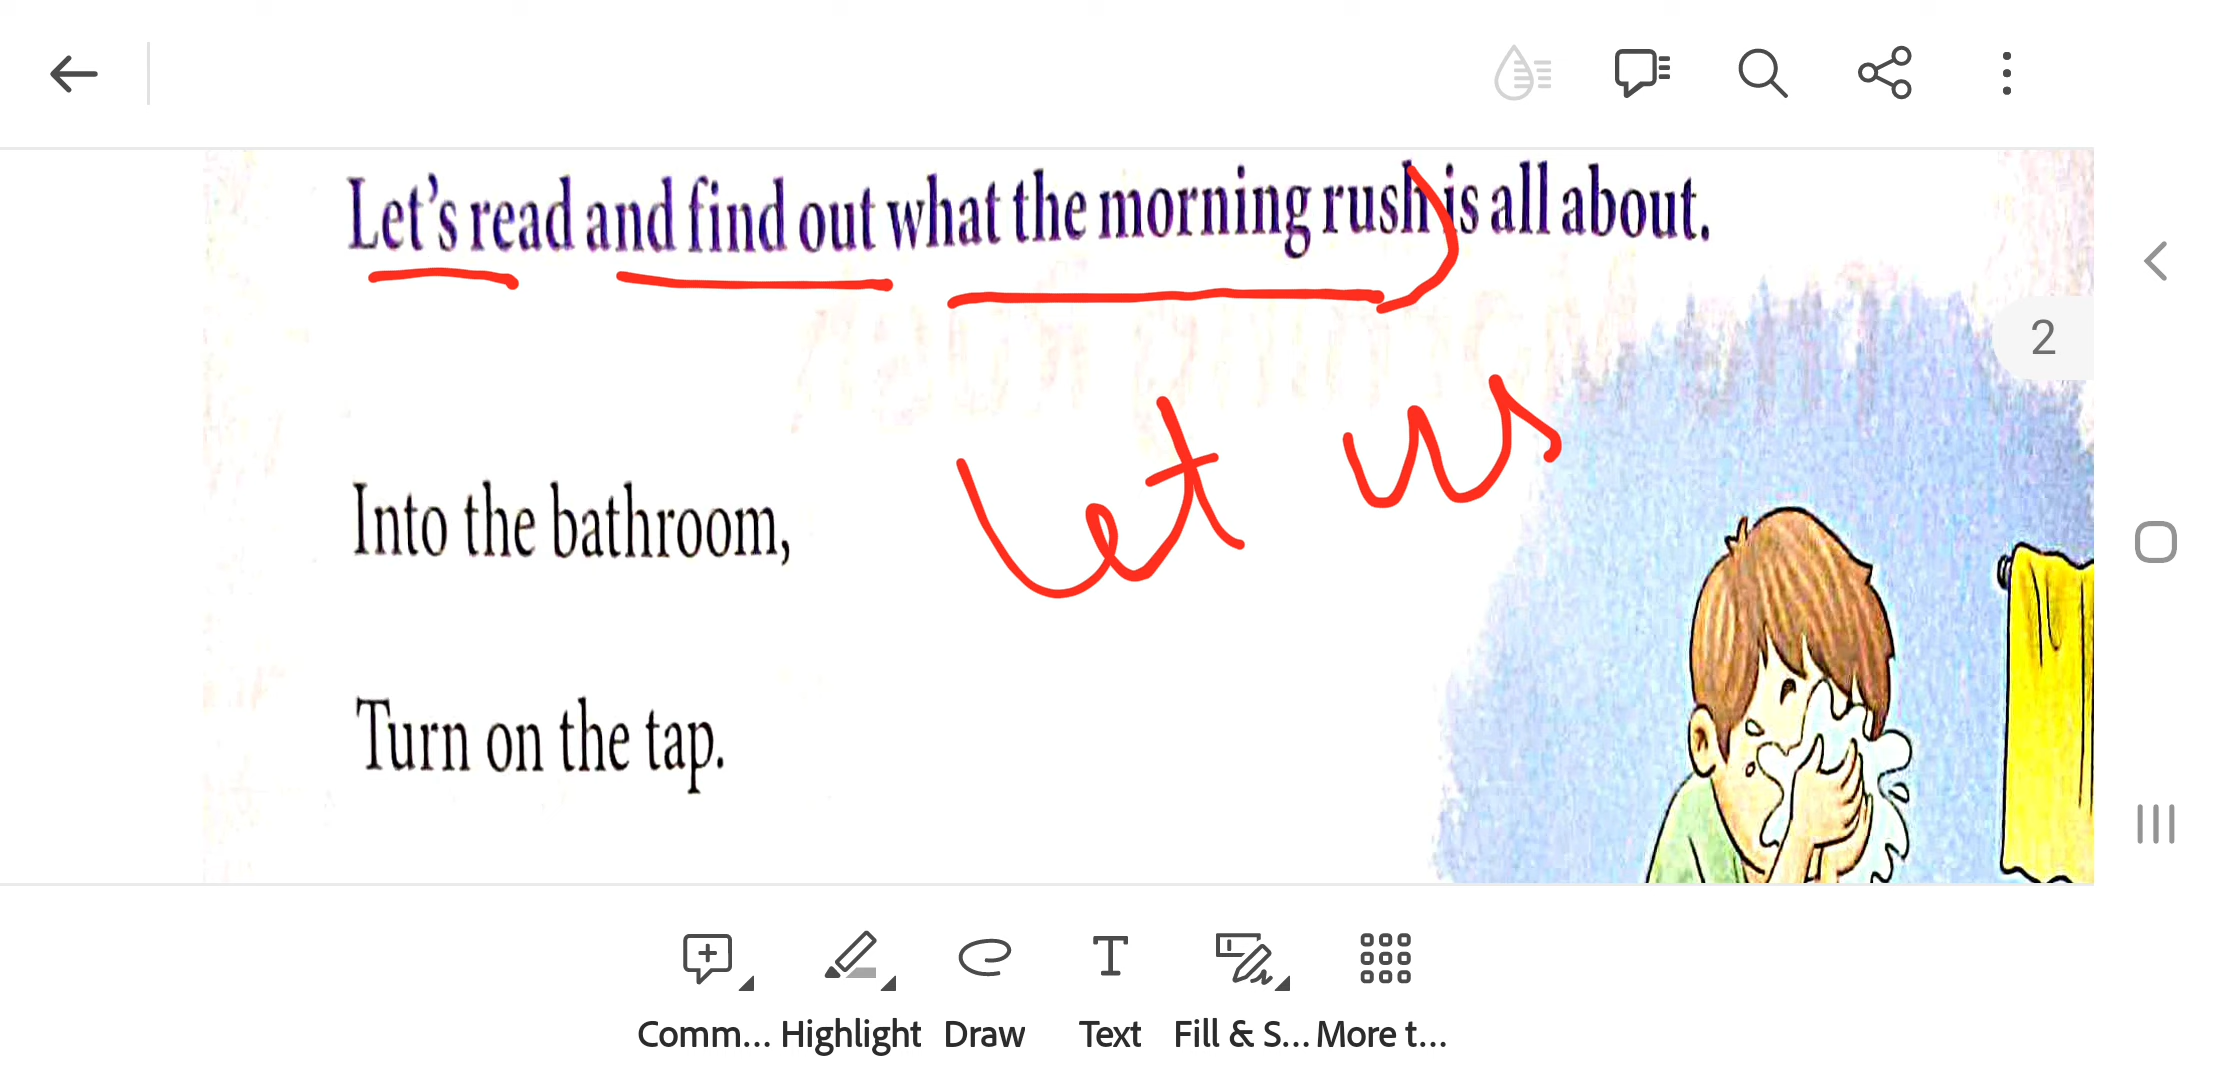 Let's read and find out what the morning rush is all about.
2
Let us
Into the bathroom,
Turn on the tap.
Comm... Highlight Draw Text Fill & S... More t...